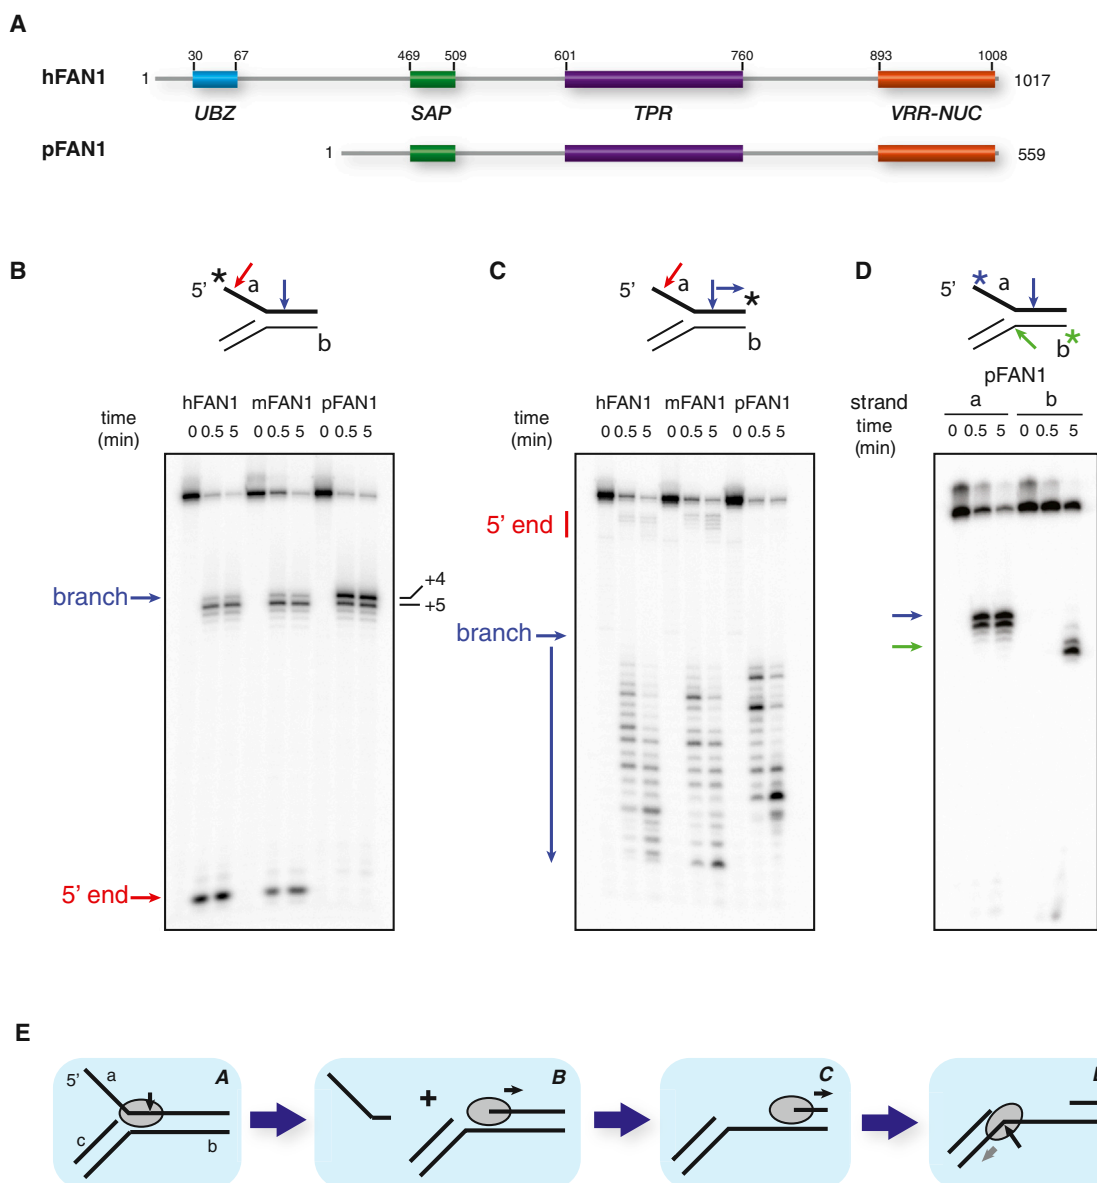 A
30 67 469 509 601 760 893 1008
hFAN1 1 1017
UBZ SAP TPR VRR-NUC
pFAN1 1 559
B
5’ * a
b
hFAN1 mFAN1 pFAN1
time
(min)
0 0.5 5 0 0.5 5 0 0.5 5
branch
+4
+5
5’ end
C
5’ a *
b
hFAN1 mFAN1 pFAN1
time
(min)
0 0.5 5 0 0.5 5 0 0.5 5
5’ end
branch
D
5’ * a
b *
pFAN1
strand a b
time
(min)
0 0.5 5 0 0.5 5
E
5’ a A
c b
+ B
C